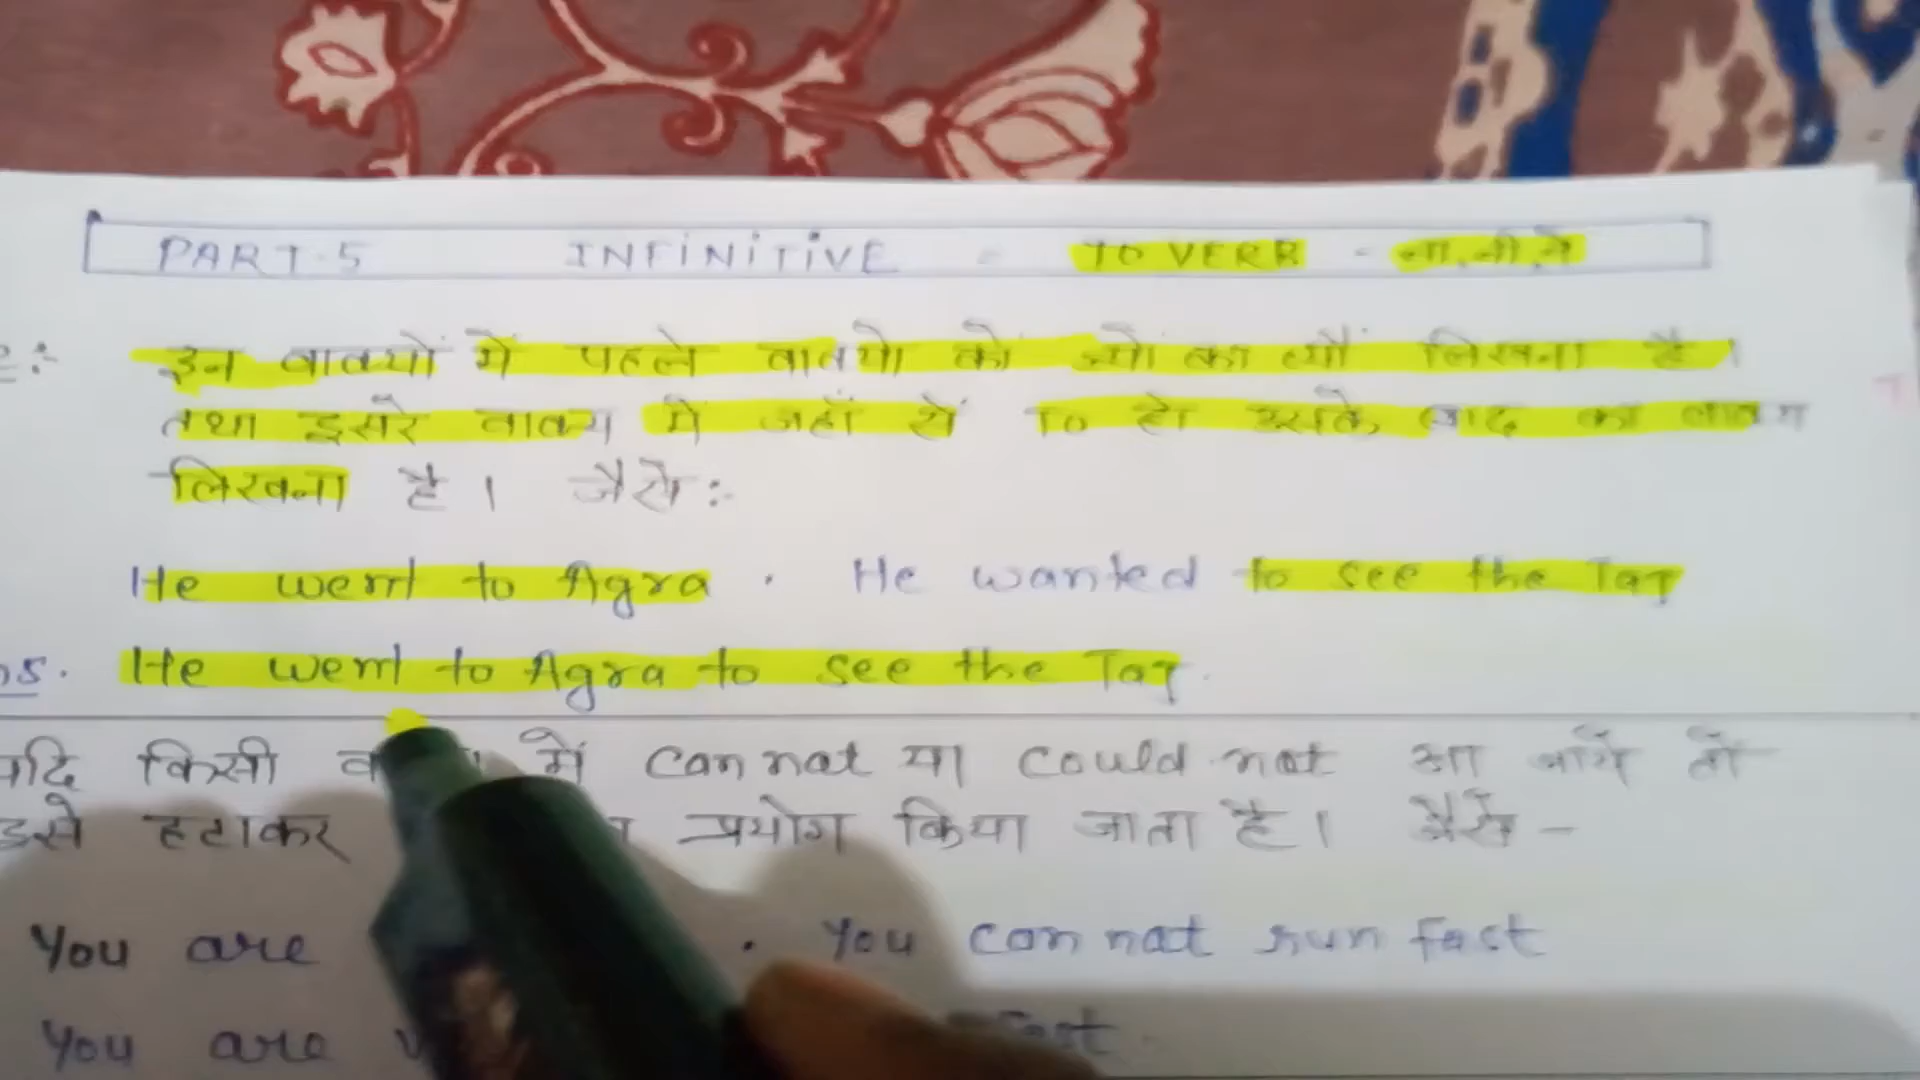 PART-5 INFINITIVE = TO VERB - ना,नी,ने
इन वाक्यों में पहले वाक्यो को ज्यों का त्यौं लिखना है।
तथा दूसरे वाक्य में जहाँ से To हो उसके बाद का वाक्य
लिखना है। जैसे:-
He went to Agra. He wanted to see the Taj
He went to Agra to see the Taj.
यदि किसी में can not या could not आ जाये तो
इसे हटाकर प्रयोग किया जाता है। जैसे -
You are . You can not run fast
You are fast.